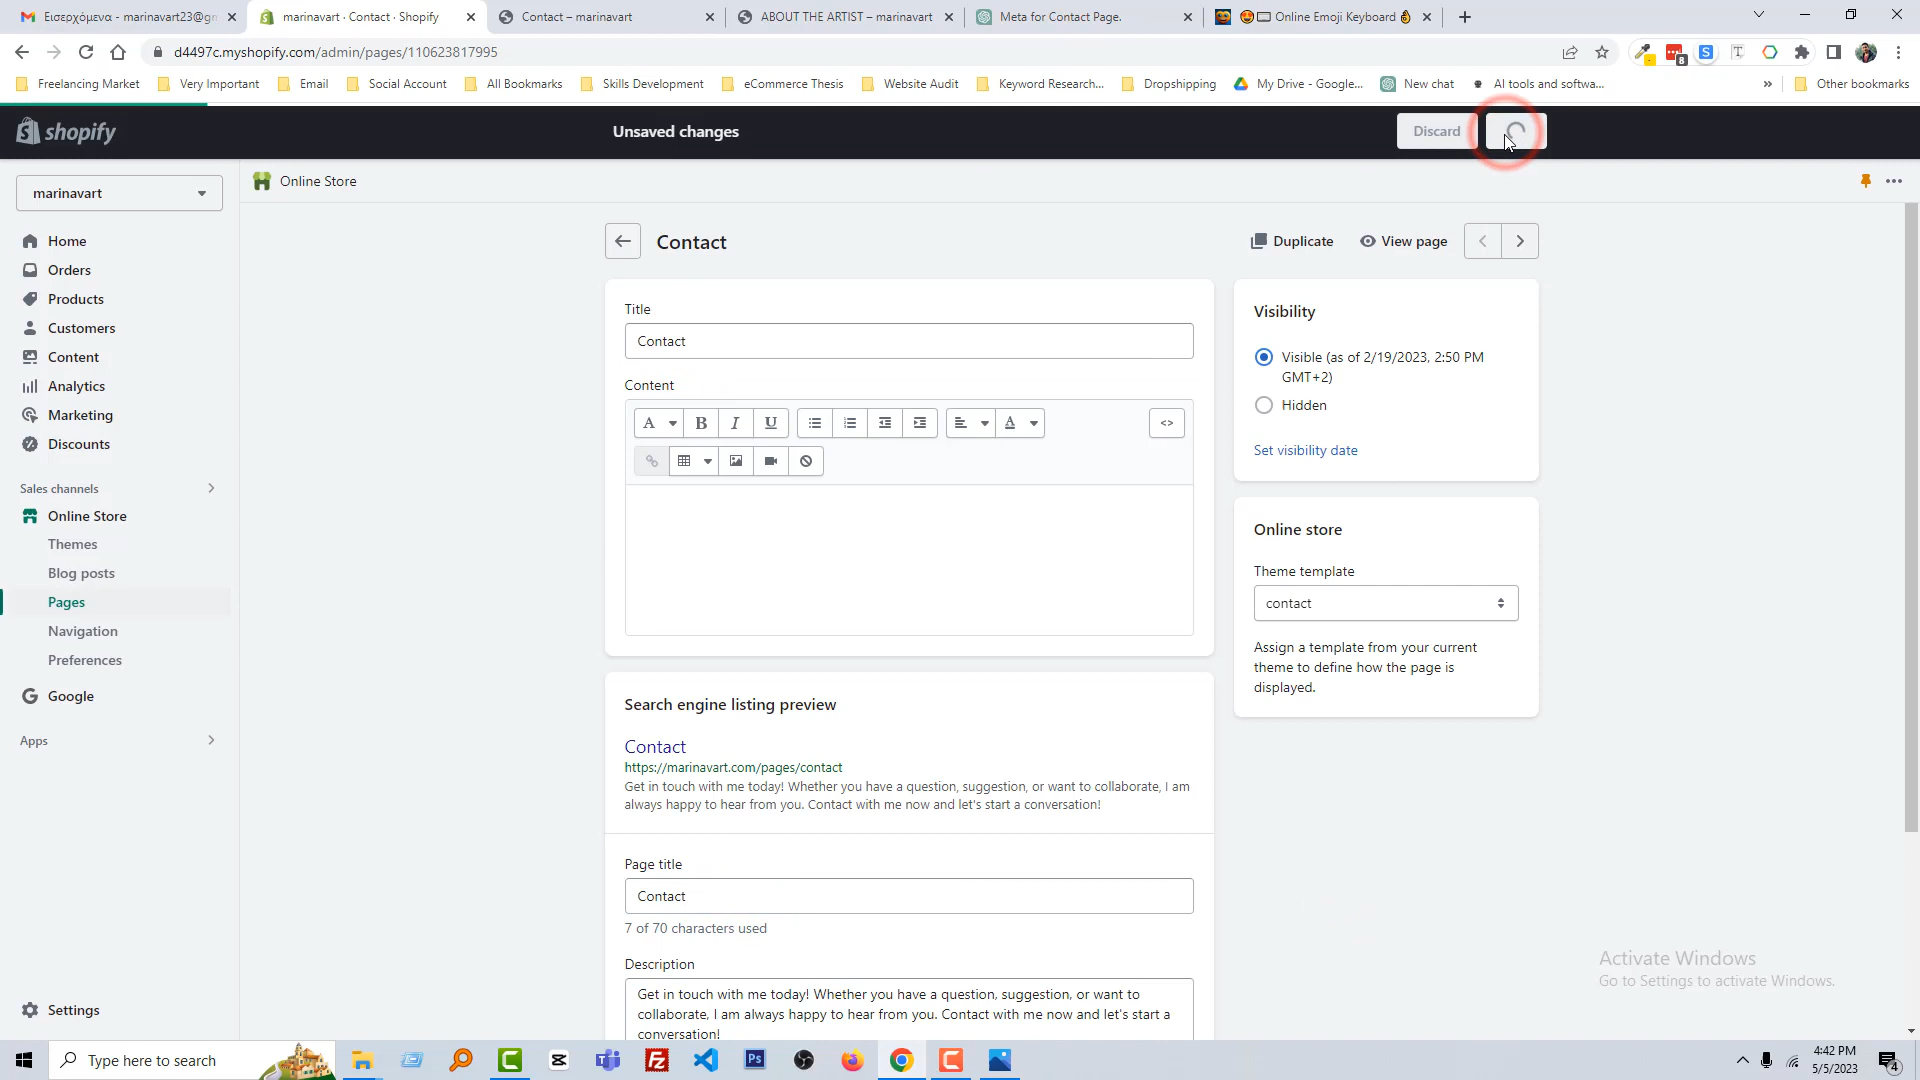 Εισερχόμενα - marinavart23@gm
marinavart · Contact · Shopify
Contact – marinavart
ABOUT THE ARTIST – marinavart
Meta for Contact Page.
Online Emoji Keyboard
d4497c.myshopify.com/admin/pages/110623817995
8
Freelancing Market
Very Important
Email
Social Account
All Bookmarks
Skills Development
eCommerce Thesis
Website Audit
Keyword Research...
Dropshipping
My Drive - Google...
New chat
AI tools and softwa...
»
Other bookmarks
shopify
Unsaved changes
Discard
marinavart
Online Store
Home
Orders
Products
Customers
Content
Analytics
Marketing
Discounts
Sales channels
Online Store
Themes
Blog posts
Pages
Navigation
Preferences
Google
Apps
Settings
Contact
Duplicate
View page
Title
Contact
Content
A B I U A <>
Search engine listing preview
Contact
https://marinavart.com/pages/contact
Get in touch with me today! Whether you have a question, suggestion, or want to collaborate, I am
always happy to hear from you. Contact with me now and let's start a conversation!
Page title
Contact
7 of 70 characters used
Description
Get in touch with me today! Whether you have a question, suggestion, or want to
collaborate, I am always happy to hear from you. Contact with me now and let's start a
conversation!
Visibility
Visible (as of 2/19/2023, 2:50 PM
GMT+2)
Hidden
Set visibility date
Online store
Theme template
contact
Assign a template from your current
theme to define how the page is
displayed.
Activate Windows
Go to Settings to activate Windows.
Type here to search
4:42 PM
5/5/2023
4